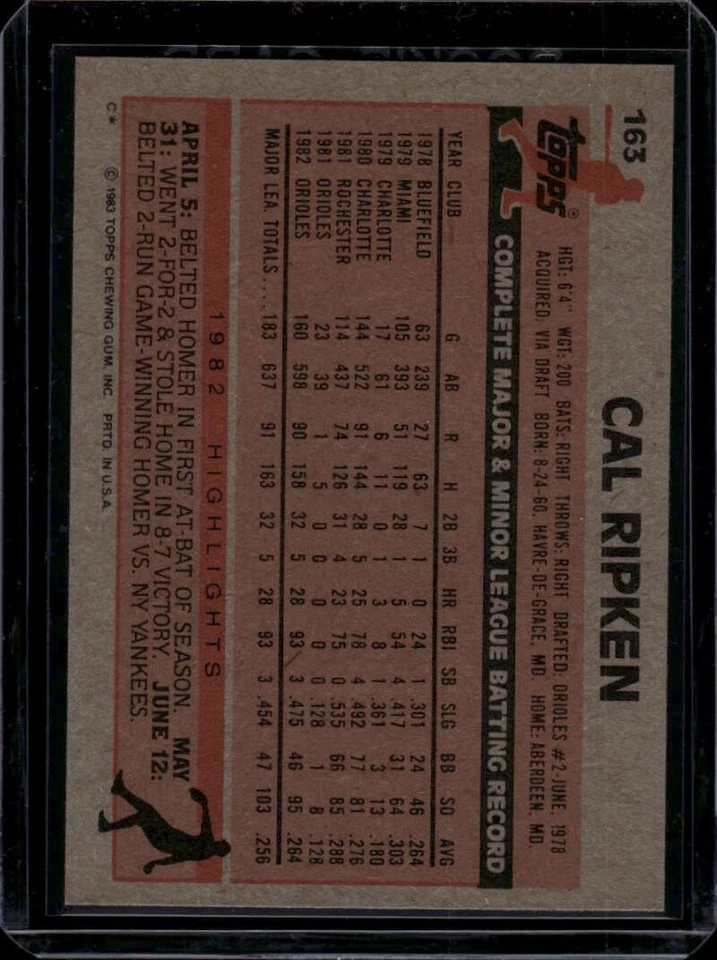 163
CAL RIPKEN
topps®
HGT: 6'4" WGT: 200 BATS: RIGHT THROWS: RIGHT DRAFTED: ORIOLES #2-JUNE, 1978
ACQUIRED: VIA DRAFT BORN: 8-24-60, HAVRE-DE-GRACE, MD. HOME: ABERDEEN, MD.
COMPLETE MAJOR & MINOR LEAGUE BATTING RECORD
YEAR CLUB G AB R H 2B 3B HR RBI SB SLG BB SO AVG
1978 BLUEFIELD 63 239 27 63 7 1 0 24 1 .301 24 46 .264
1979 MIAMI 105 393 51 119 28 1 5 54 4 .417 31 64 .303
1979 CHARLOTTE 17 61 6 11 0 1 3 8 1 .361 3 13 .180
1980 CHARLOTTE 144 522 91 144 28 5 25 78 4 .492 77 81 .276
1981 ROCHESTER 114 437 74 126 31 4 23 75 0 .535 66 85 .288
1981 ORIOLES 23 39 1 5 0 0 0 0 0 .128 1 8 .128
1982 ORIOLES 160 598 90 158 32 5 28 93 3 .475 46 95 .264
MAJOR LEA. TOTALS .... 183 637 91 163 32 5 28 93 3 .454 47 103 .256
1982 HIGHLIGHTS
APRIL 5: BELTED HOMER IN FIRST AT-BAT OF SEASON. MAY
31: WENT 2-FOR-2 & STOLE HOME IN 8-7 VICTORY. JUNE 12:
BELTED 2-RUN GAME-WINNING HOMER VS. NY YANKEES.
C* © 1983 TOPPS CHEWING GUM, INC. PRTD. IN U.S.A.